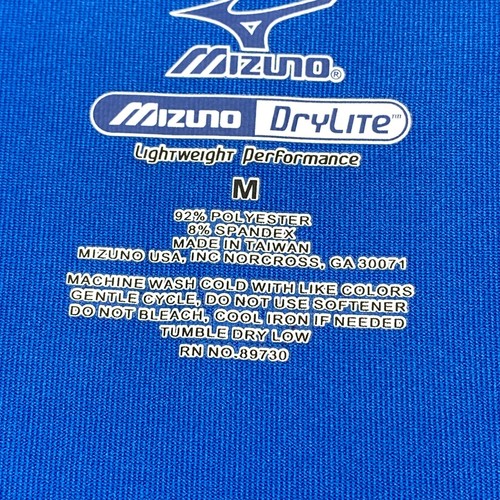 MIZUNO®
MIZUNO DRYLITE™
Lightweight Performance
M
92% POLYESTER
8% SPANDEX
MADE IN TAIWAN
MIZUNO USA, INC NORCROSS, GA 30071
MACHINE WASH COLD WITH LIKE COLORS
GENTLE CYCLE, DO NOT USE SOFTENER
DO NOT BLEACH, COOL IRON IF NEEDED
TUMBLE DRY LOW
RN NO.89730